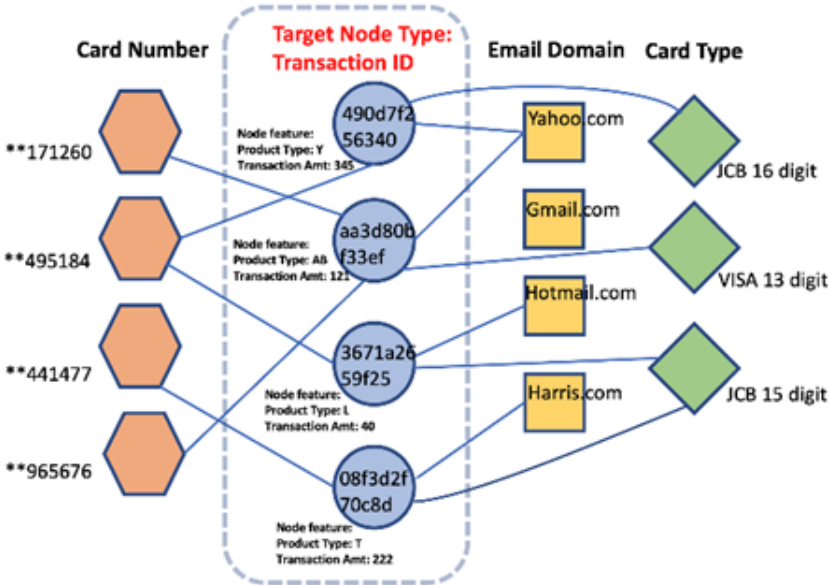 Card Number
Target Node Type:
Transaction ID
Email Domain
Card Type
**171260
**495184
**441477
**965676
490d7f2
56340
Node feature:
Product Type: Y
Transaction Amt: 345
aa3d80b
f33ef
Node feature:
Product Type: AB
Transaction Amt: 121
3671a26
59f25
Node feature:
Product Type: L
Transaction Amt: 40
08f3d2f
70c8d
Node feature:
Product Type: T
Transaction Amt: 222
Yahoo.com
Gmail.com
Hotmail.com
Harris.com
JCB 16 digit
VISA 13 digit
JCB 15 digit